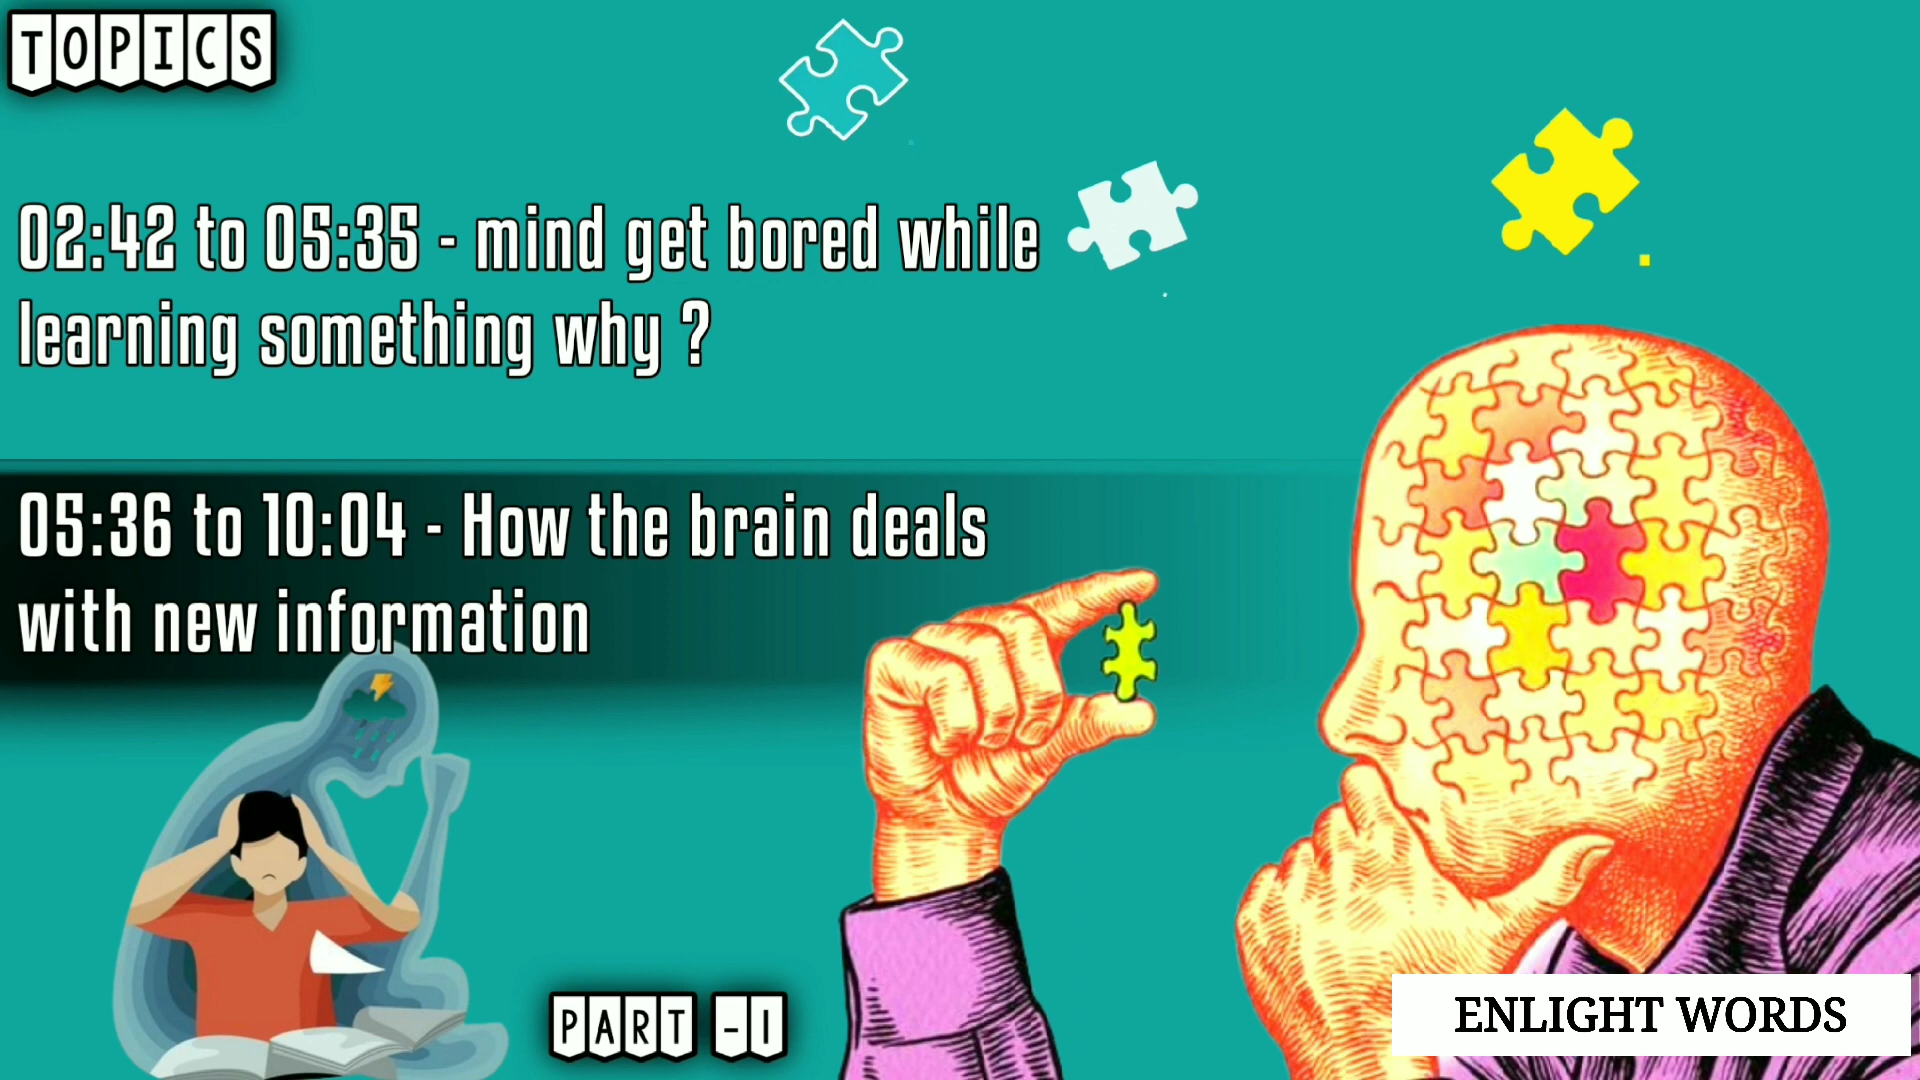 TOPICS
02:42 to 05:35 - mind get bored while
learning something why ?
05:36 to 10:04 - How the brain deals
with new information
PART -1
ENLIGHT WORDS